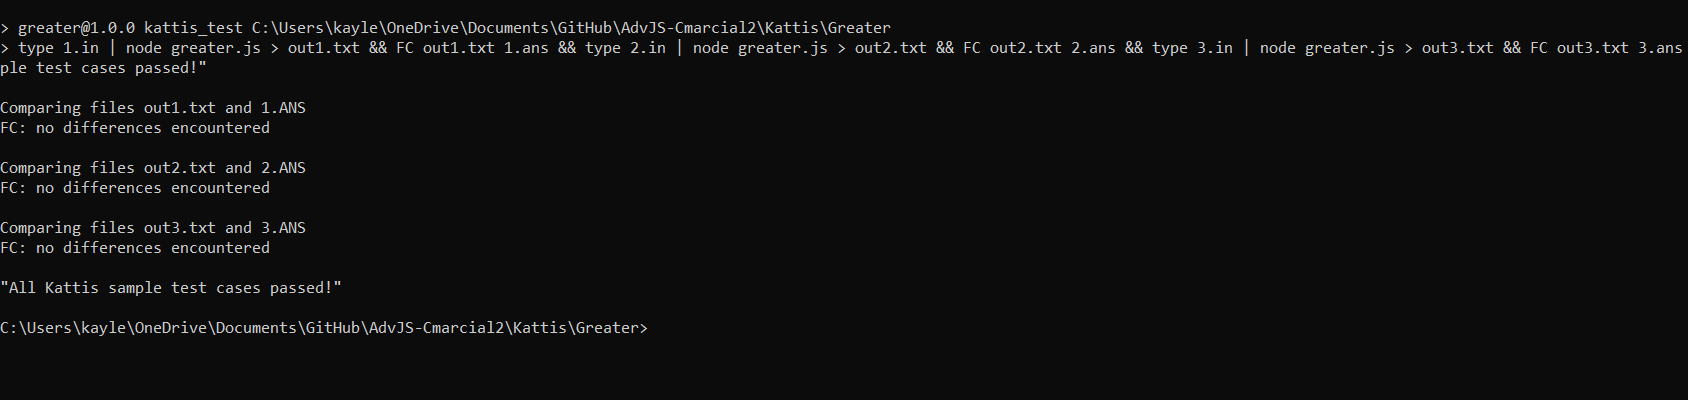 > greater@1.0.0 kattis_test C:\Users\kayle\OneDrive\Documents\GitHub\AdvJS-Cmarcial2\Kattis\Greater
> type 1.in | node greater.js > out1.txt && FC out1.txt 1.ans && type 2.in | node greater.js > out2.txt && FC out2.txt 2.ans && type 3.in | node greater.js > out3.txt && FC out3.txt 3.ans
ple test cases passed!"
Comparing files out1.txt and 1.ANS
FC: no differences encountered
Comparing files out2.txt and 2.ANS
FC: no differences encountered
Comparing files out3.txt and 3.ANS
FC: no differences encountered
"All Kattis sample test cases passed!"
C:\Users\kayle\OneDrive\Documents\GitHub\AdvJS-Cmarcial2\Kattis\Greater>